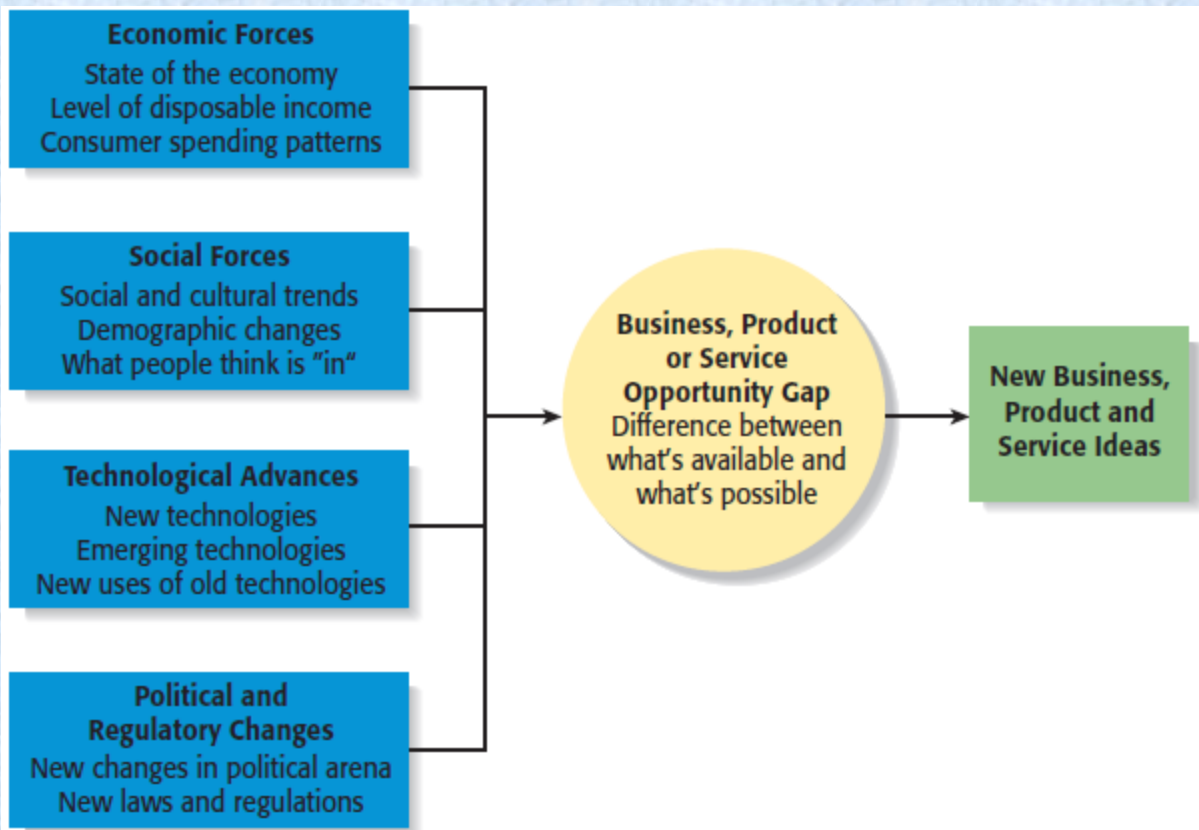 Economic Forces
State of the economy
Level of disposable income
Consumer spending patterns
Social Forces
Social and cultural trends
Demographic changes
What people think is “in“
Technological Advances
New technologies
Emerging technologies
New uses of old technologies
Political and
Regulatory Changes
New changes in political arena
New laws and regulations
Business, Product
or Service
Opportunity Gap
Difference between
what’s available and
what’s possible
New Business,
Product and
Service Ideas